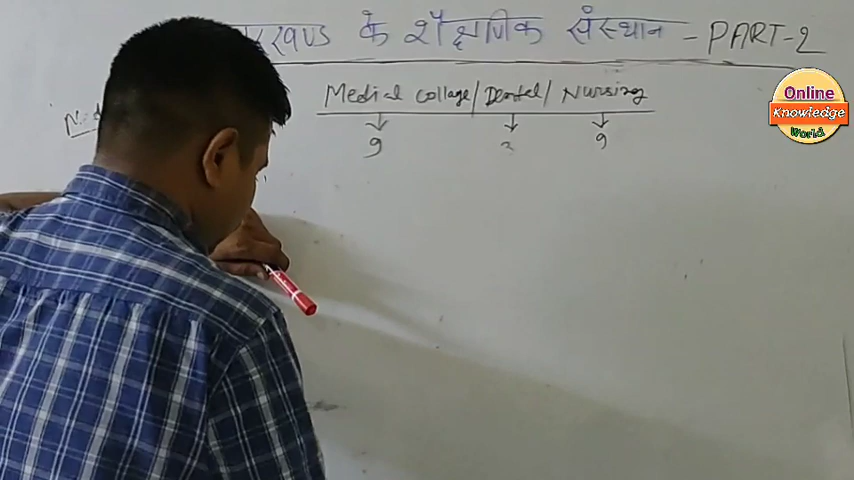 के शैक्षणिक संस्थान - PART-2
Medical collage/Dental/Nursing
9 9
Online
Knowledge
World